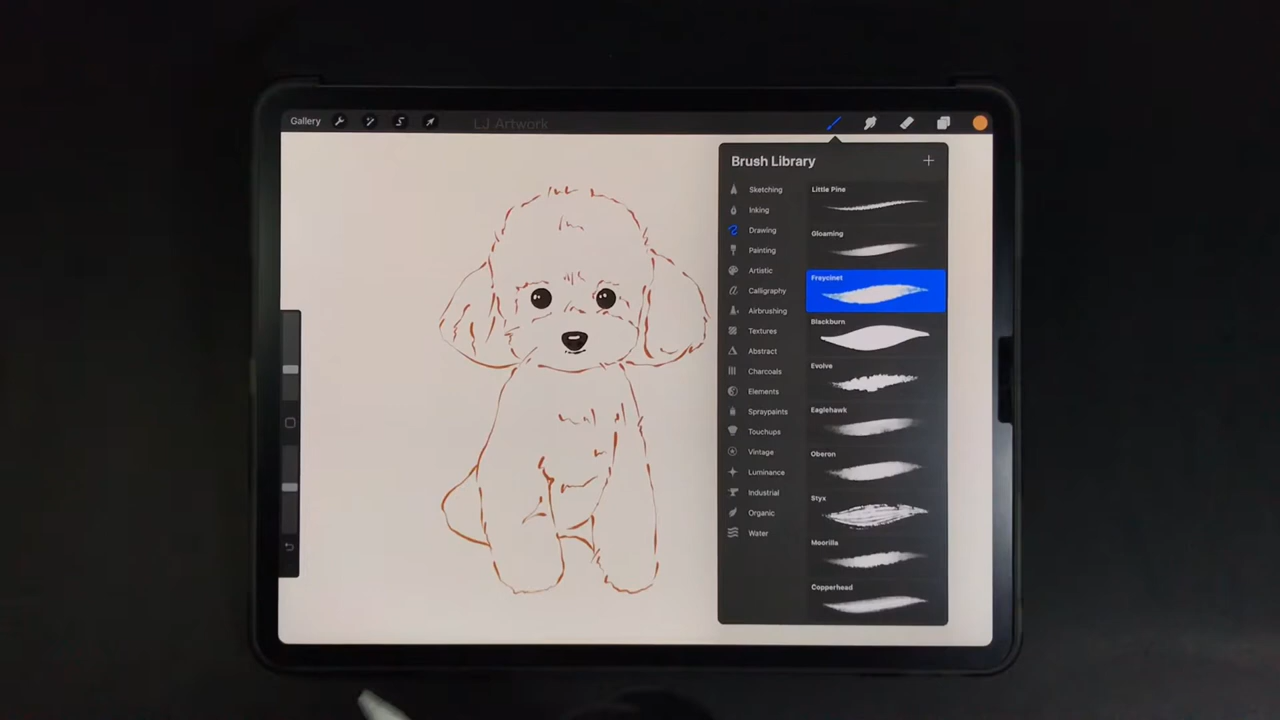 Gallery
LJ Artwork
Brush Library
Sketching
Inking
Drawing
Painting
Artistic
Calligraphy
Airbrushing
Textures
Abstract
Charcoals
Elements
Spraypaints
Touchups
Vintage
Luminance
Industrial
Organic
Water
Little Pine
Gloaming
Freycinet
Blackburn
Evolve
Eaglehawk
Oberon
Styx
Moorilla
Copperhead